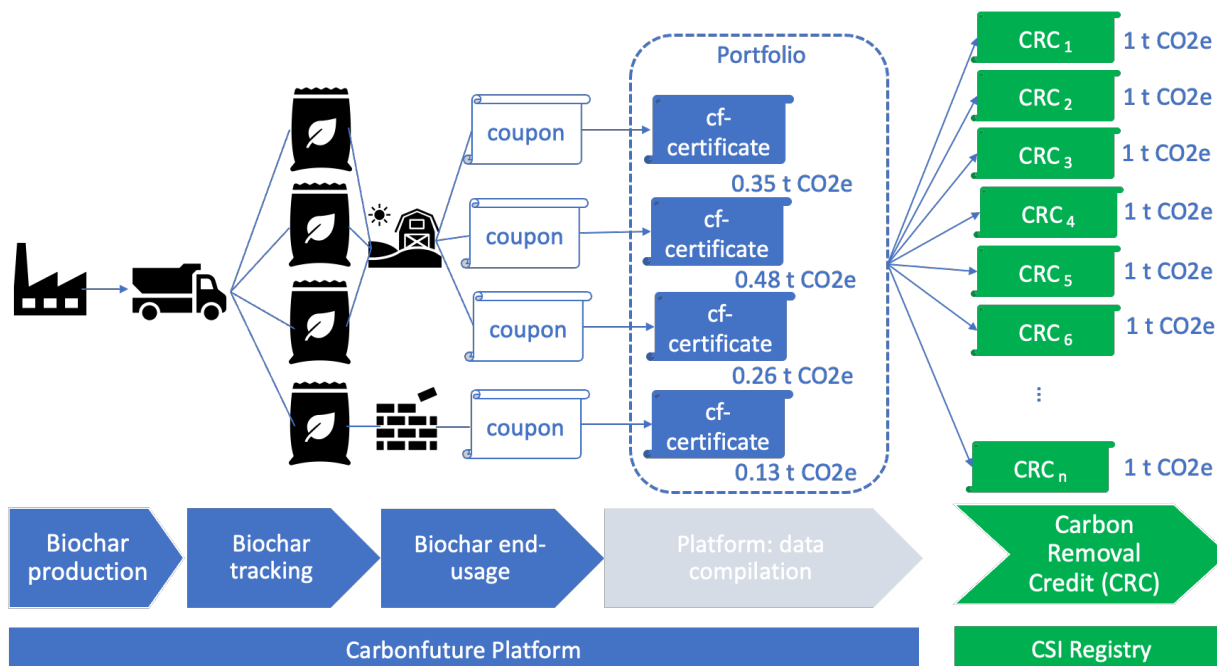 Portfolio
coupon
cf-
certificate
0.35 t CO2e
coupon
cf-
certificate
0.48 t CO2e
coupon
cf-
certificate
0.26 t CO2e
coupon
cf-
certificate
0.13 t CO2e
CRC 1 1 t CO2e
CRC 2 1 t CO2e
CRC 3 1 t CO2e
CRC 4 1 t CO2e
CRC 5 1 t CO2e
CRC 6 1 t CO2e
...
CRC n 1 t CO2e
Biochar
production
Biochar
tracking
Biochar end-
usage
Platform: data
compilation
Carbon
Removal
Credit (CRC)
Carbonfuture Platform
CSI Registry